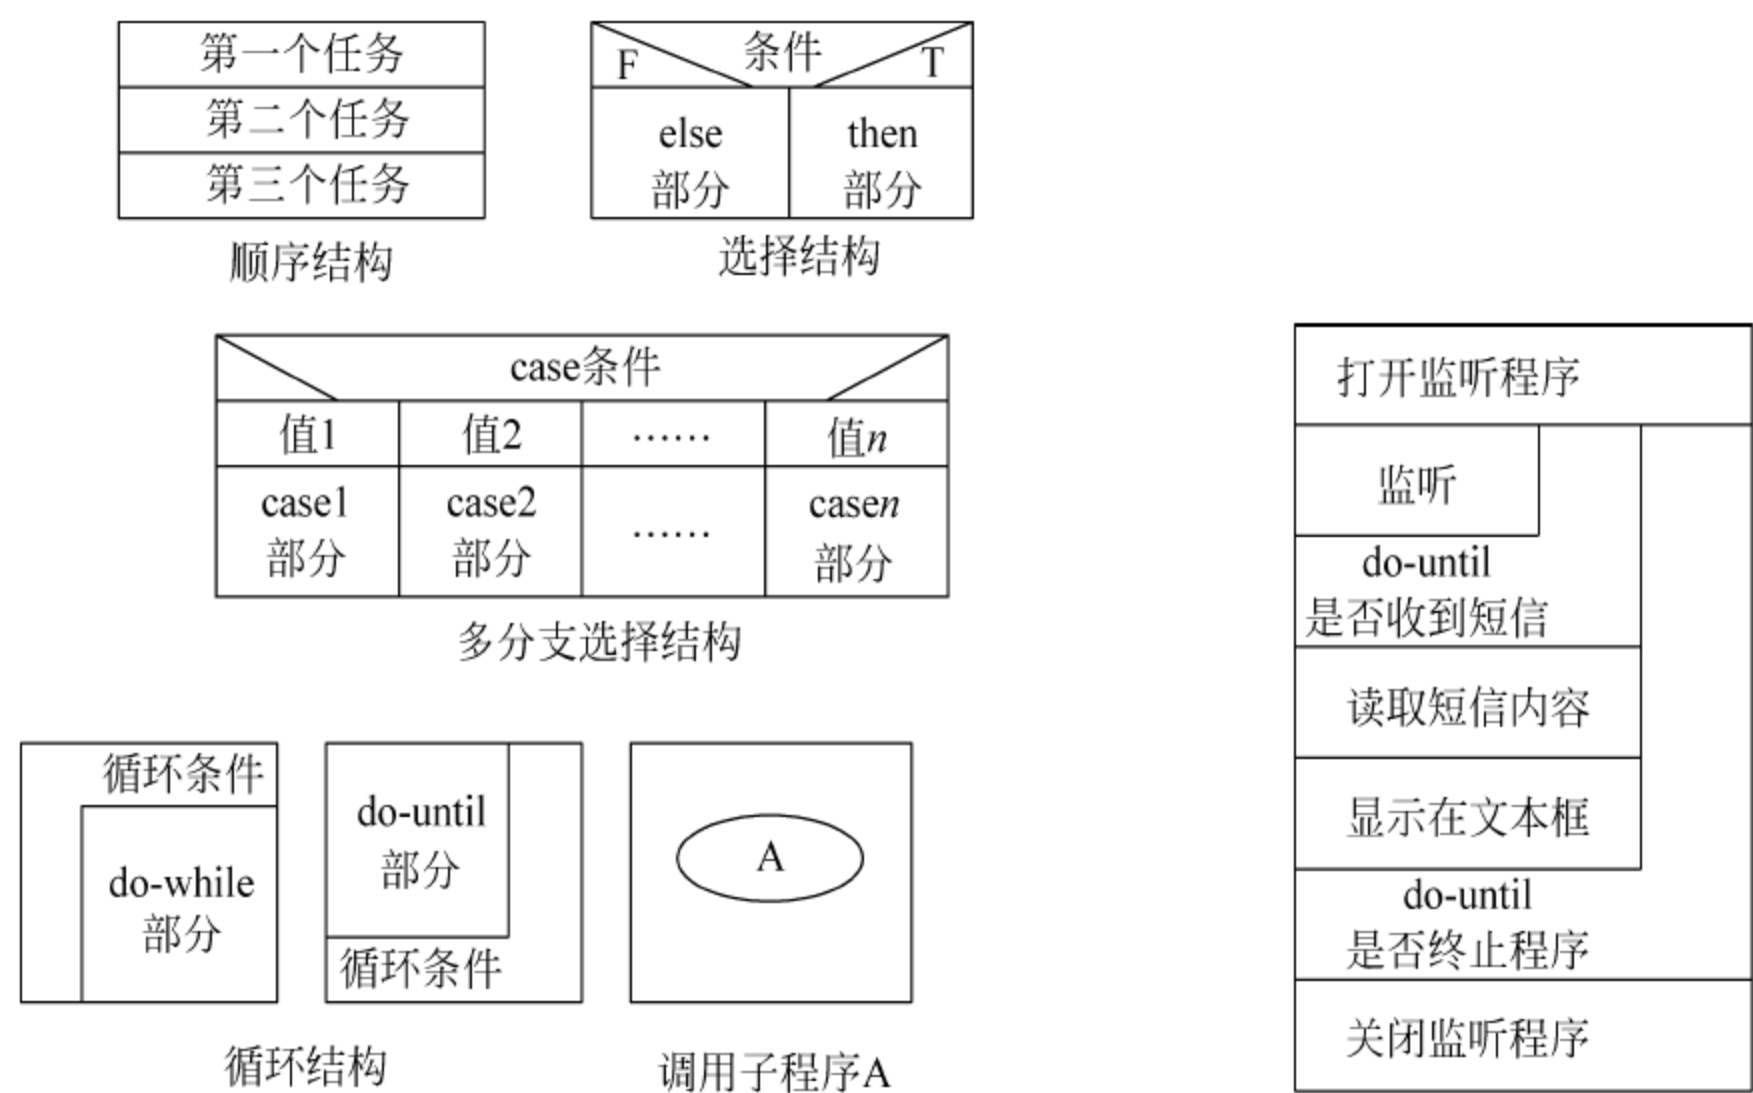 第一个任务
第二个任务
第三个任务
顺序结构
F
条件
T
else
部分
then
部分
选择结构
case条件
值1
值2
……
值n
case1
部分
case2
部分
……
casen
部分
多分支选择结构
循环条件
do-while
部分
do-until
部分
循环条件
循环结构
A
调用子程序A
打开监听程序
监听
do-until
是否收到短信
读取短信内容
显示在文本框
do-until
是否终止程序
关闭监听程序